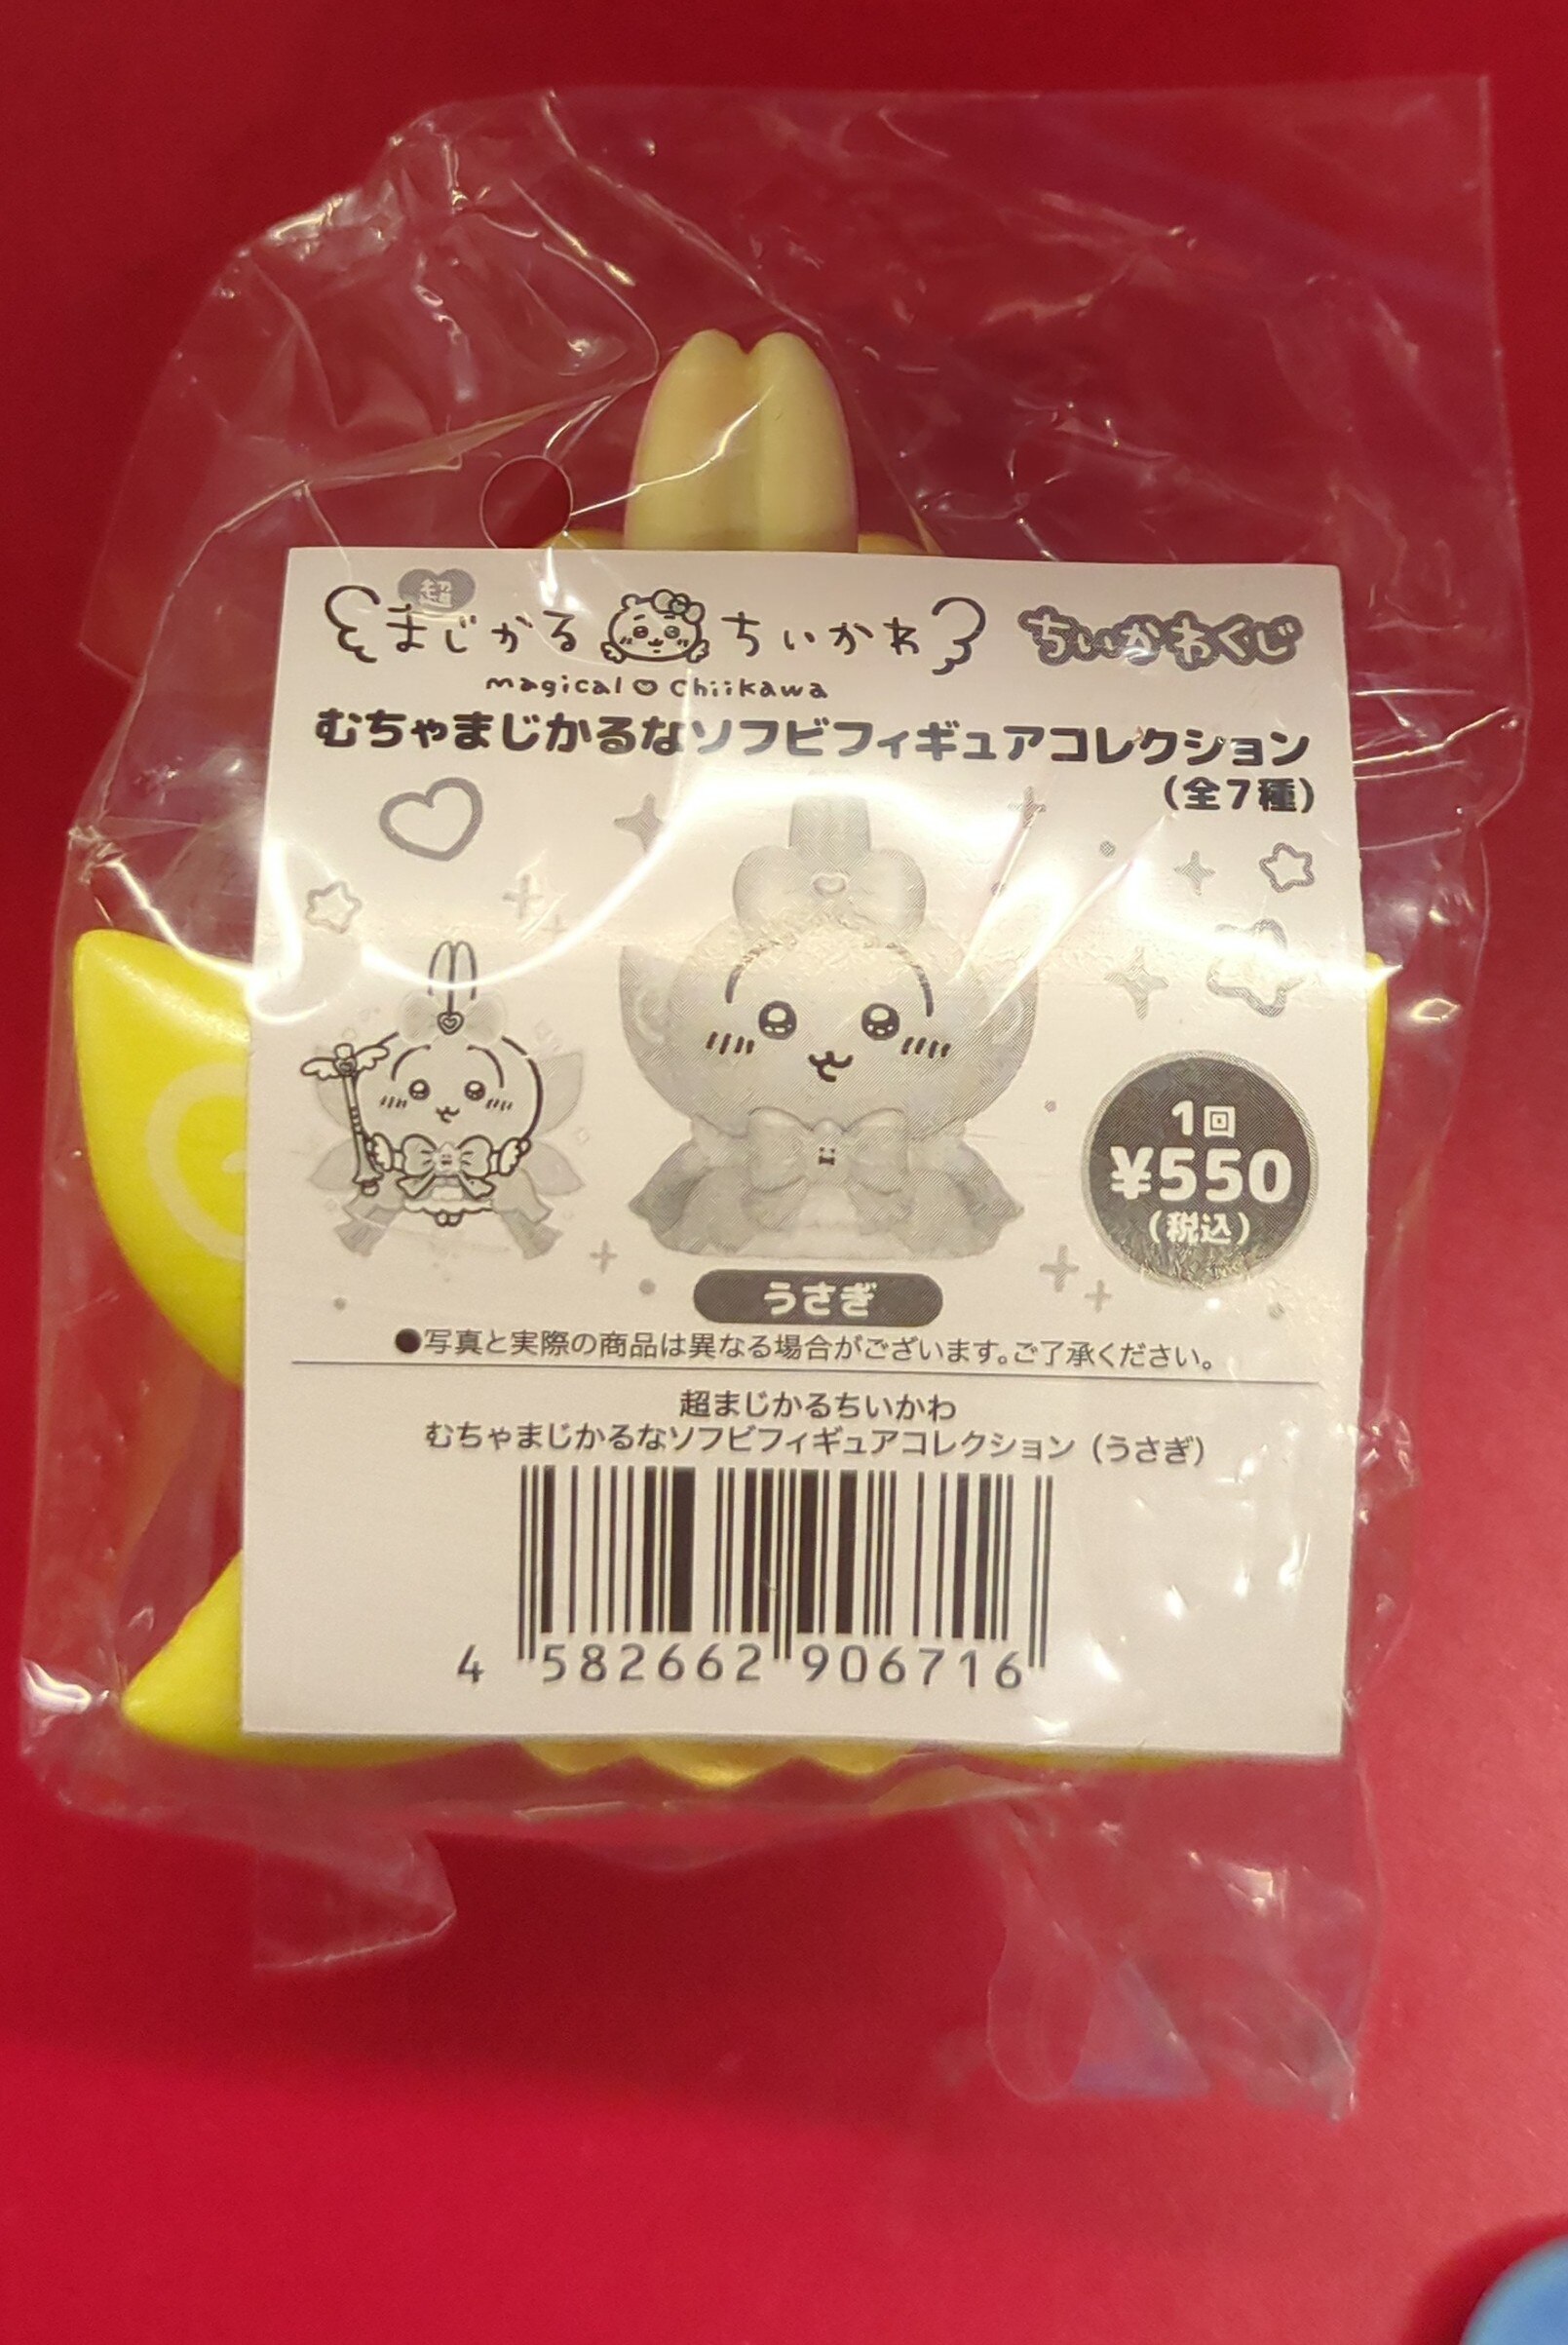 超
まじかるちいかわ
magical Chiikawa
ちいかわくじ
むちゃまじかるなソフビフィギュアコレクション
(全7種)
1回
¥550
(税込)
うさぎ
●写真と実際の商品は異なる場合がございます。ご了承ください。
超まじかるちいかわ
むちゃまじかるなソフビフィギュアコレクション(うさぎ)
4 582662 906716